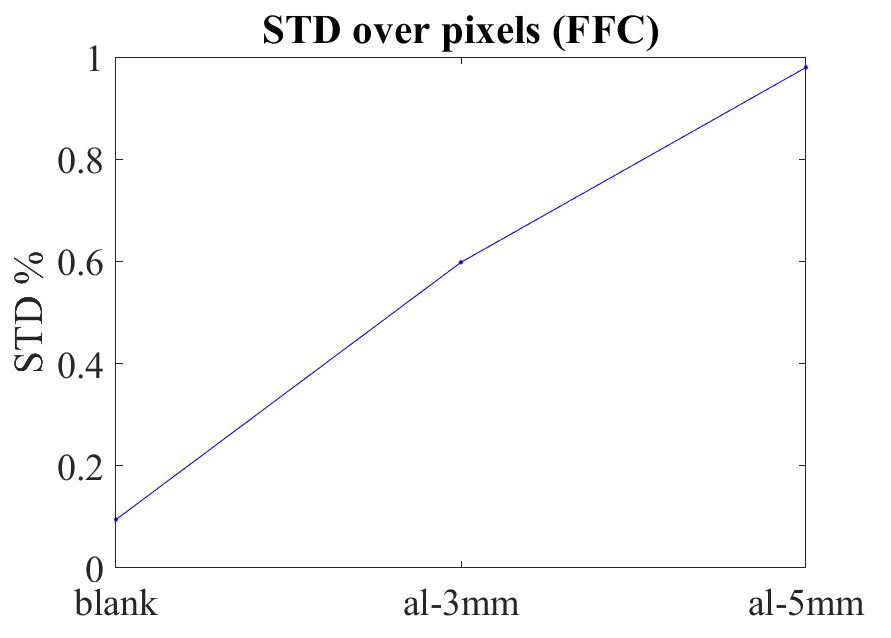 STD over pixels (FFC)
1
0.8
0.6
0.4
0.2
0
STD %
blank
al-3mm
al-5mm